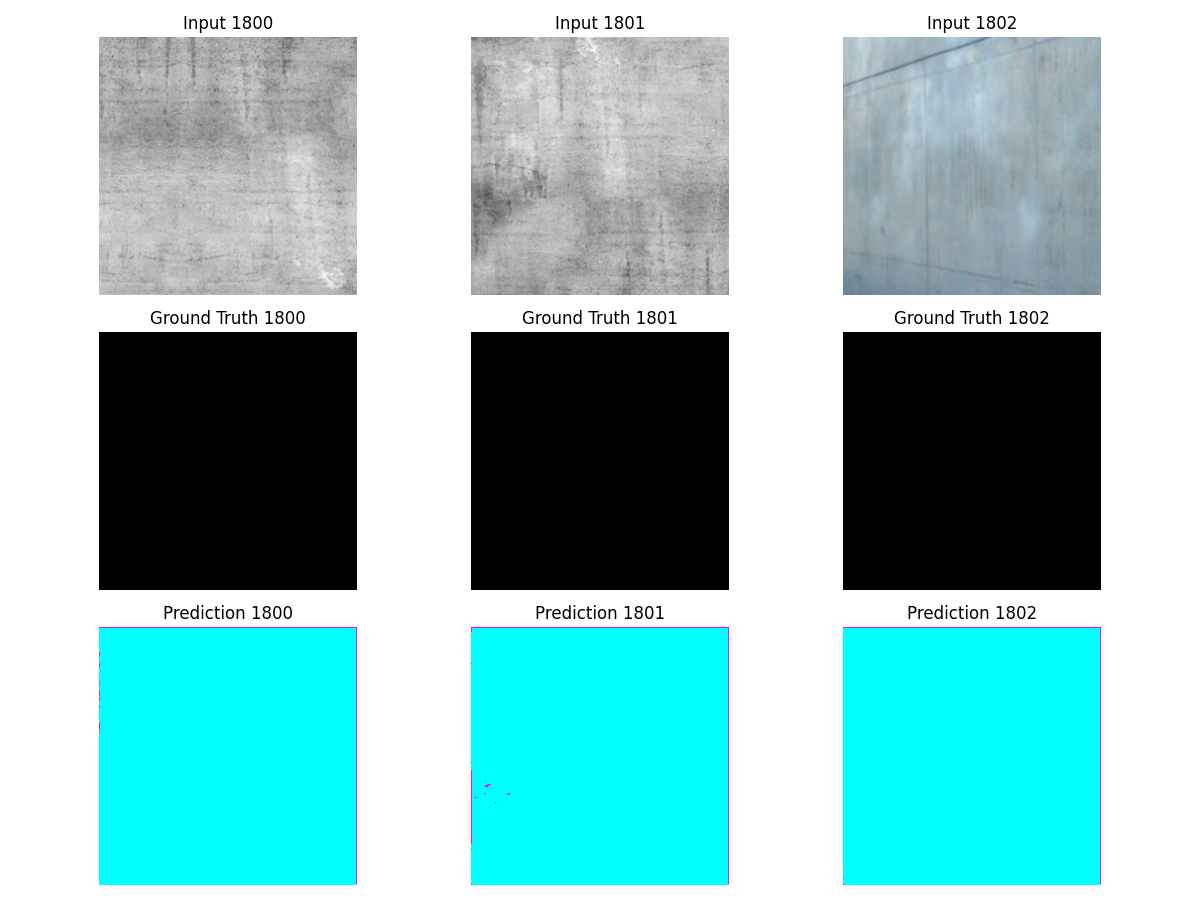 Input 1800
Input 1801
Input 1802
Ground Truth 1800
Ground Truth 1801
Ground Truth 1802
Prediction 1800
Prediction 1801
Prediction 1802